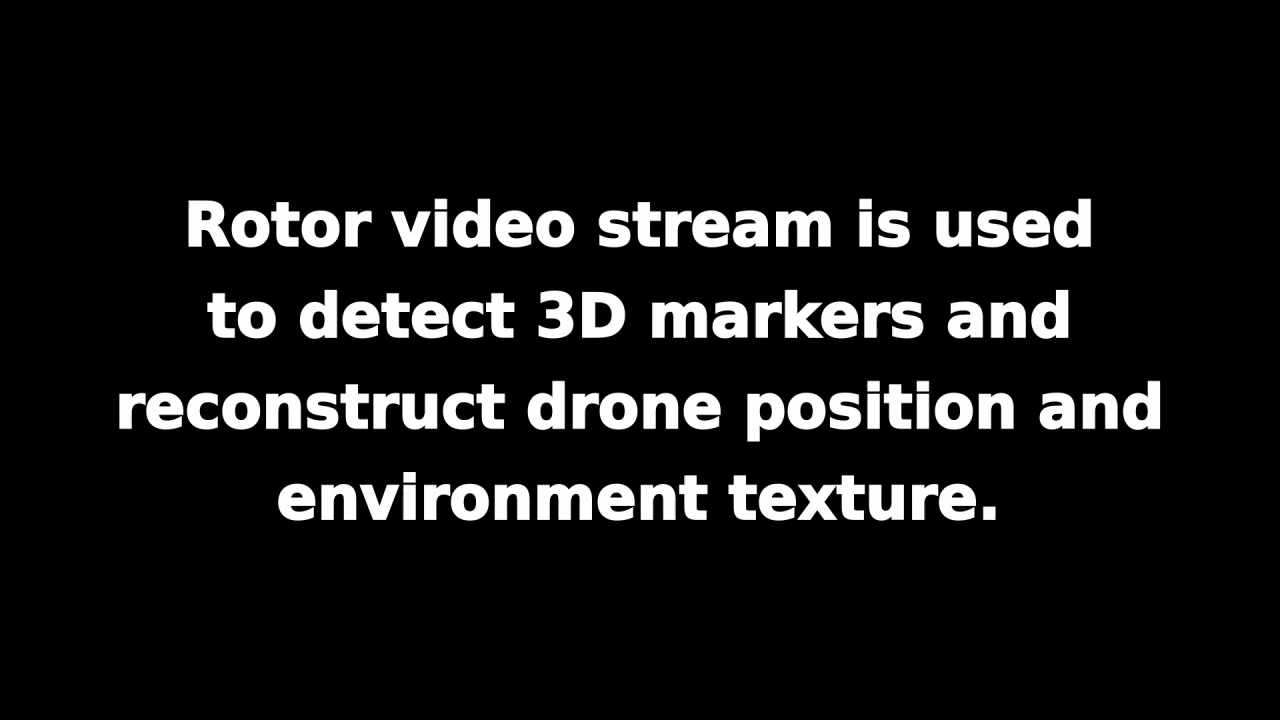 Rotor video stream is used
to detect 3D markers and
reconstruct drone position and
environment texture.